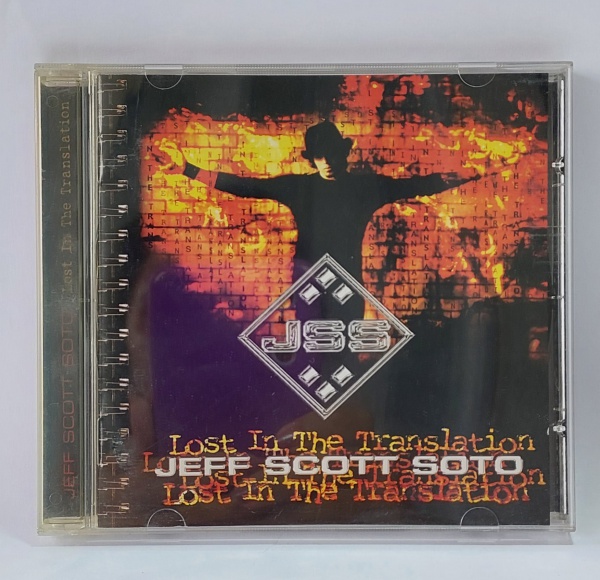 JSS
Lost In The Translation
JEFF SCOTT SOTO
Lost In The Translation
Lost In The Translation
JEFF SCOTT SOTO Lost In The Translation